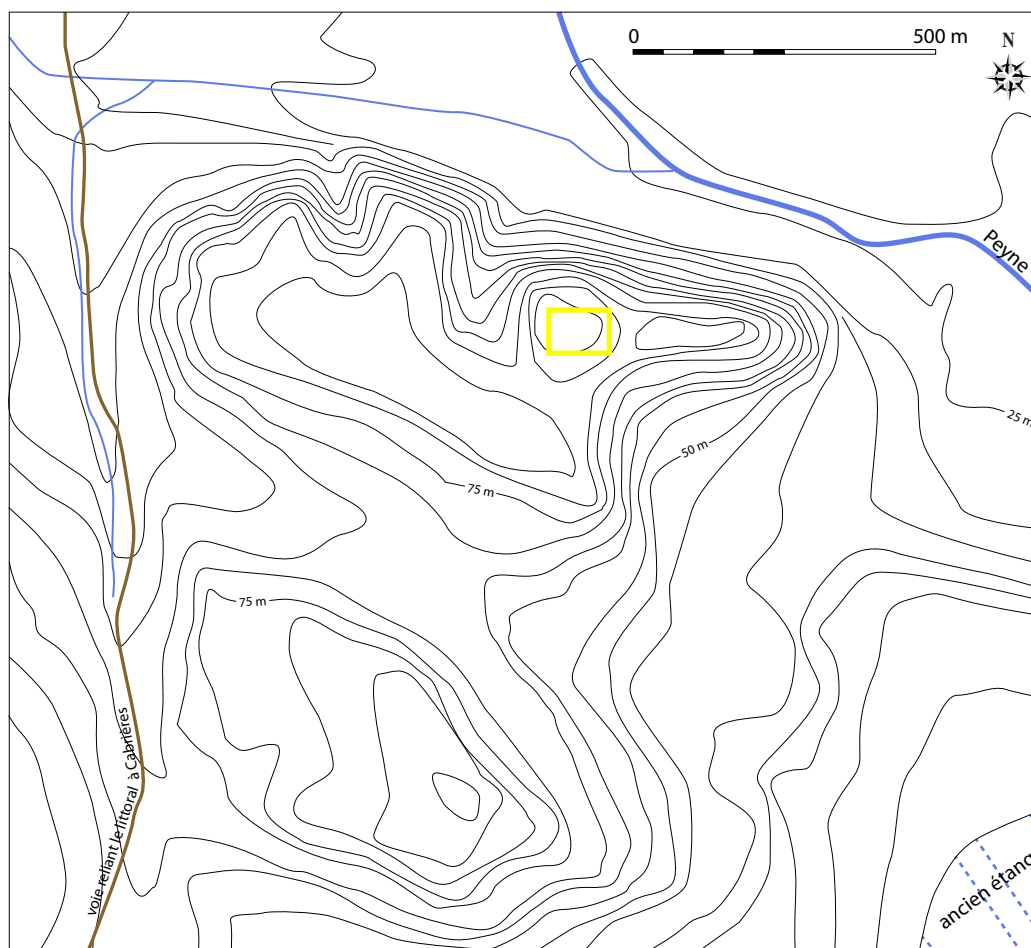 0 500 m
N
Peyne
25 m
50 m
75 m
75 m
voie reliant le littoral à Cabrières
ancien étang